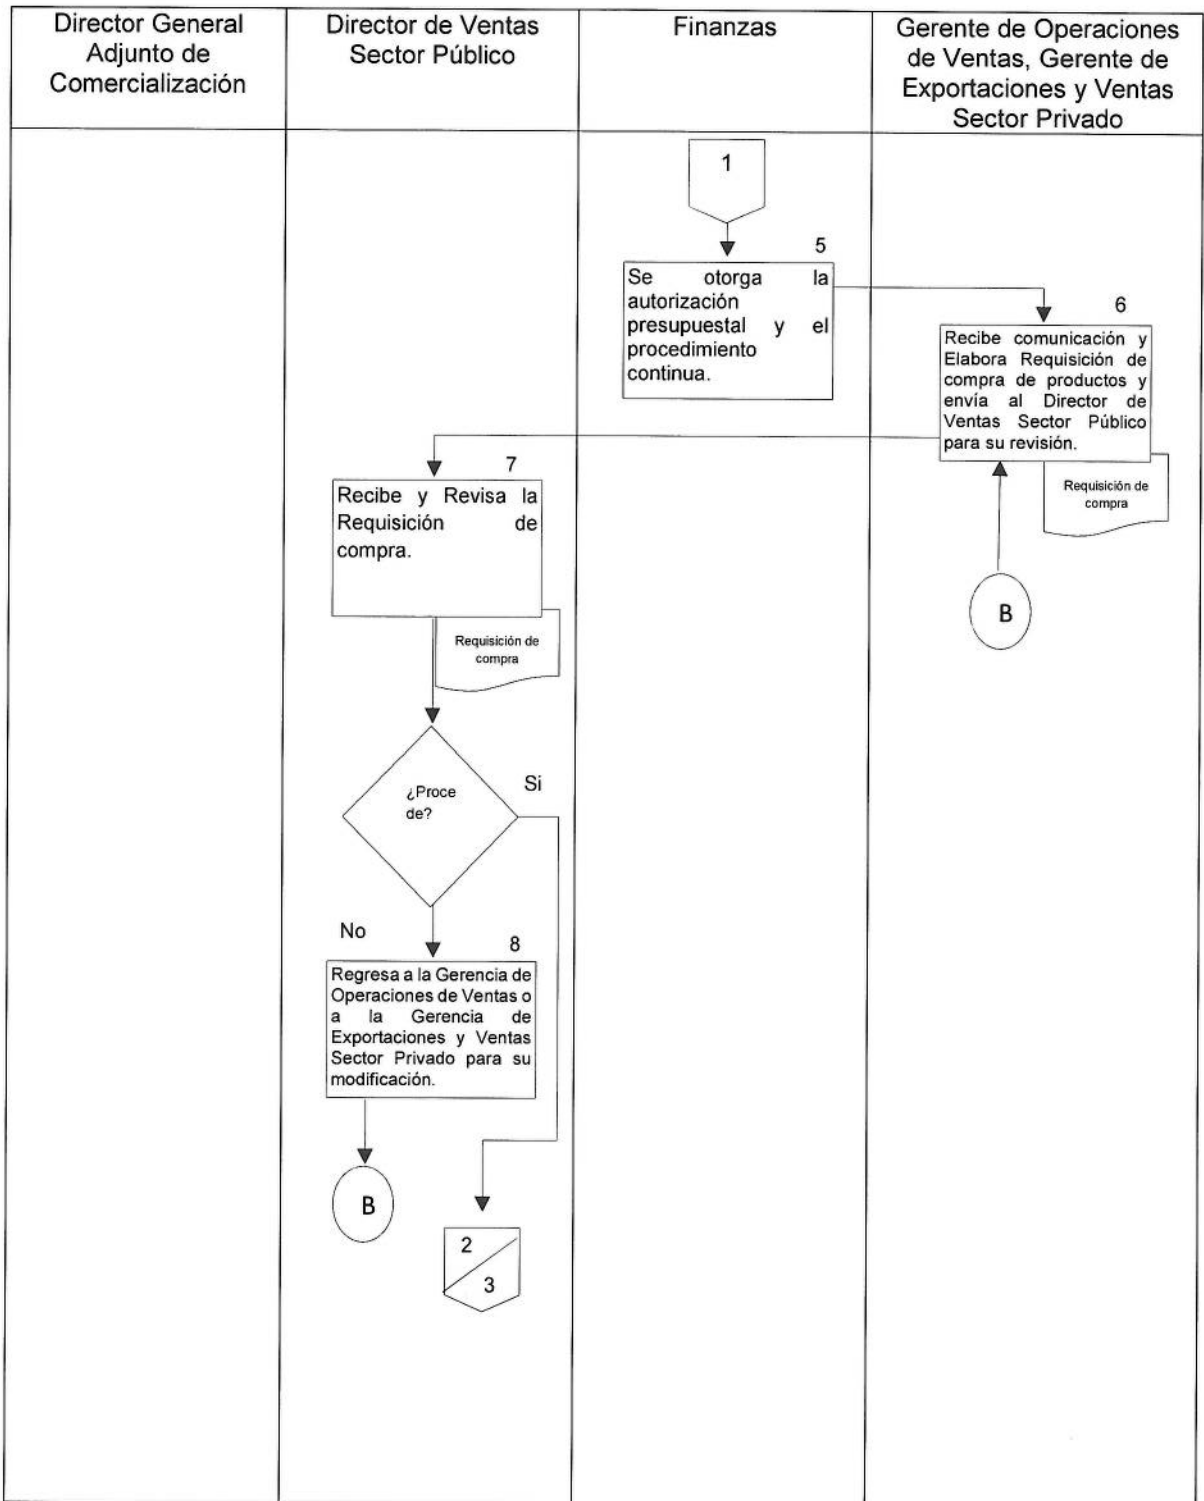 Director General
Adjunto de
Comercialización
Director de Ventas
Sector Público
Finanzas
Gerente de Operaciones
de Ventas, Gerente de
Exportaciones y Ventas
Sector Privado
1
5
Se otorga la
autorización
presupuestal y el
procedimiento
continua.
6
Recibe comunicación y
Elabora Requisición de
compra de productos y
envía al Director de
Ventas Sector Público
para su revisión.
Requisición de
compra
B
7
Recibe y Revisa la
Requisición de
compra.
Requisición de
compra
¿Proce
de?
Si
No
8
Regresa a la Gerencia de
Operaciones de Ventas o
a la Gerencia de
Exportaciones y Ventas
Sector Privado para su
modificación.
B
2
3